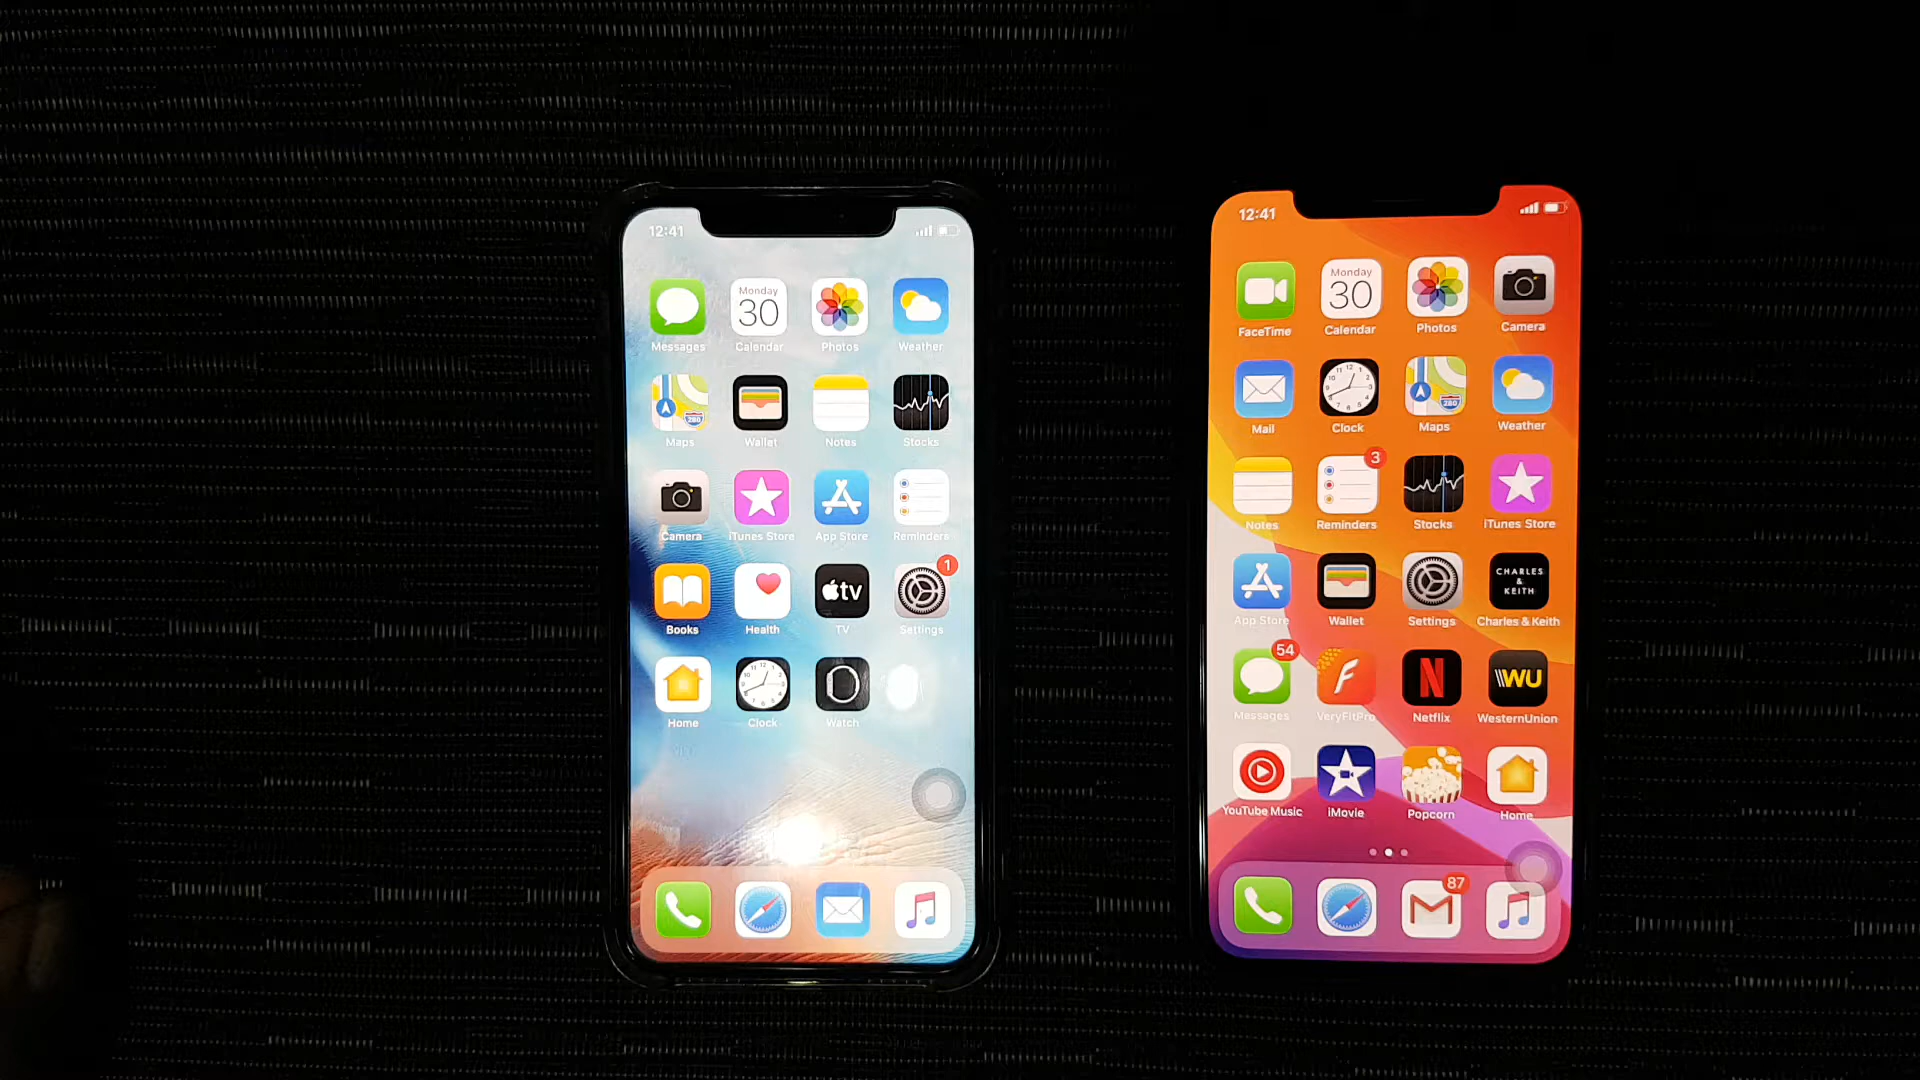 12:41
Monday
30
Messages Calendar Photos Weather
280
Maps Wallet Notes Stocks
Camera iTunes Store App Store Reminders
tv
1
Books Health TV Settings
Home Clock Watch
12:41
Monday
30
FaceTime Calendar Photos Camera
280
Mail Clock Maps Weather
3
Notes Reminders Stocks iTunes Store
CHARLES
&
KEITH
App Store Wallet Settings Charles & Keith
54
N
WU
Messages VeryFitPro Netflix WesternUnion
YouTube Music iMovie Popcorn Home
87